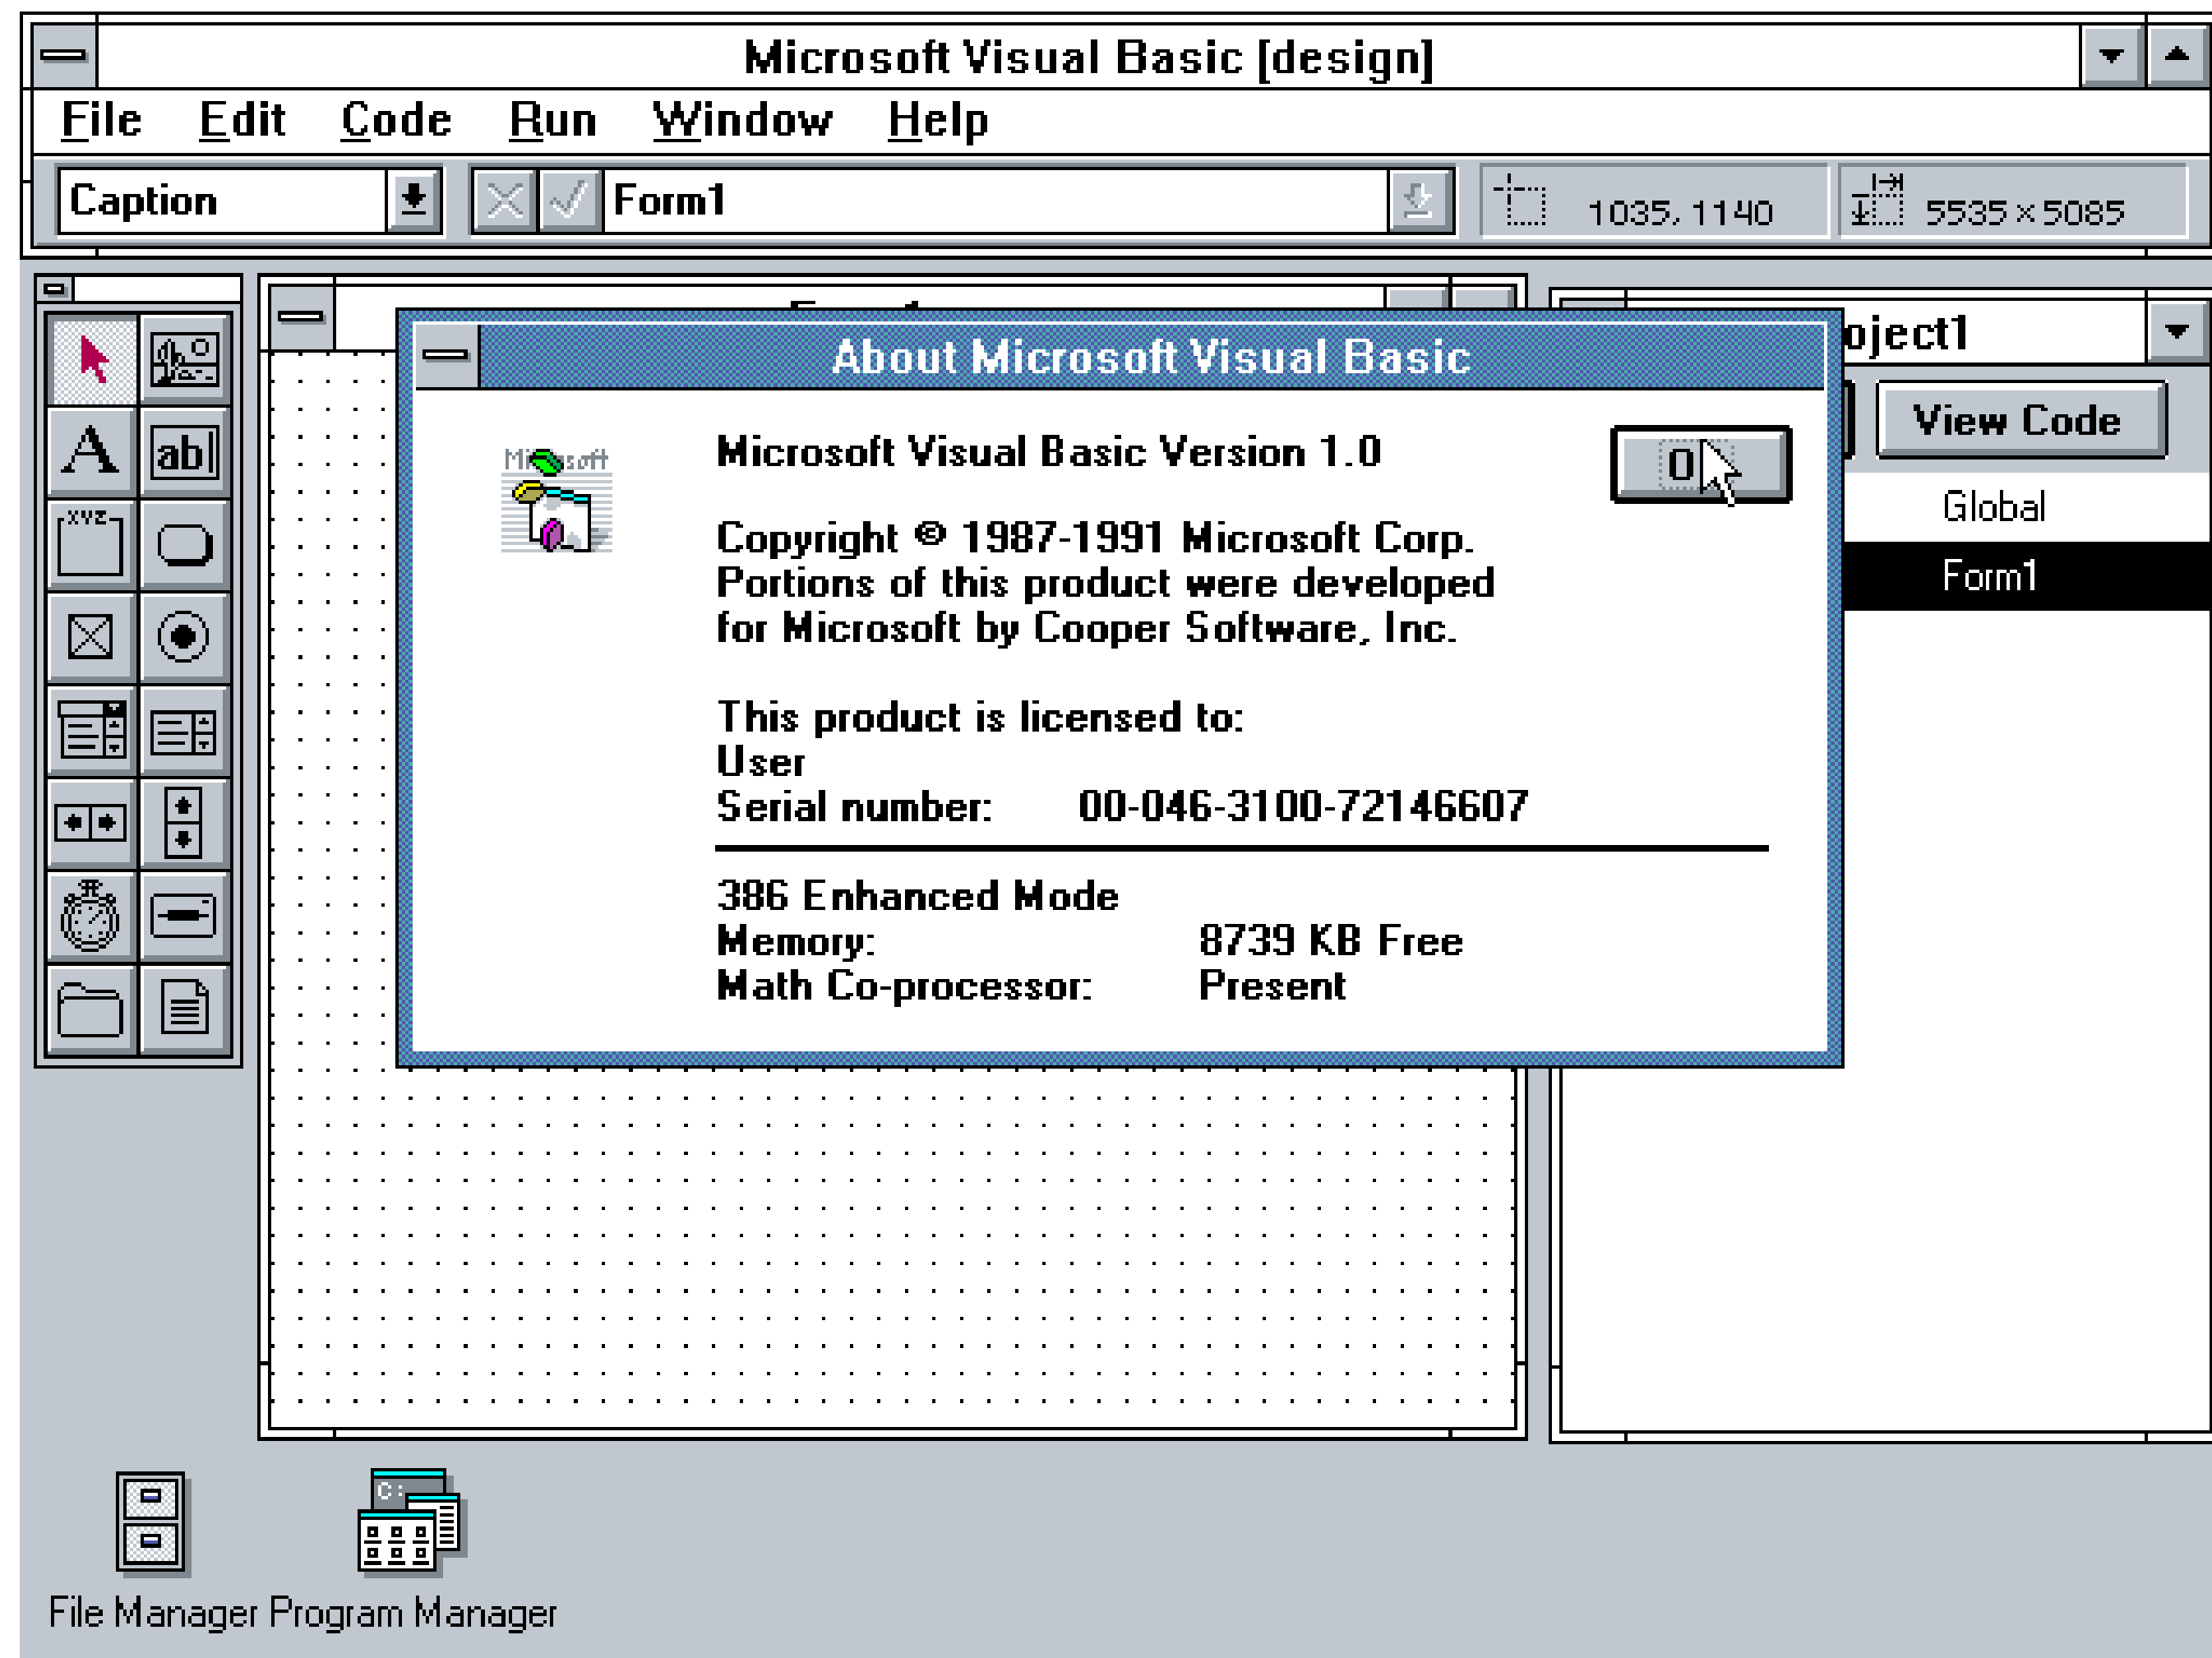 Microsoft Visual Basic [design]
File Edit Code Run Window Help
Caption Form1 1035, 1140 5535 × 5085
oject1
About Microsoft Visual Basic
View Code
Microsoft Visual Basic Version 1.0
O
Global
Form1
Copyright © 1987-1991 Microsoft Corp.
Portions of this product were developed
for Microsoft by Cooper Software, Inc.
This product is licensed to:
User
Serial number: 00-046-3100-72146607
386 Enhanced Mode
Memory: 8739 KB Free
Math Co-processor: Present
A ab|
XYZ
C:
File Manager Program Manager